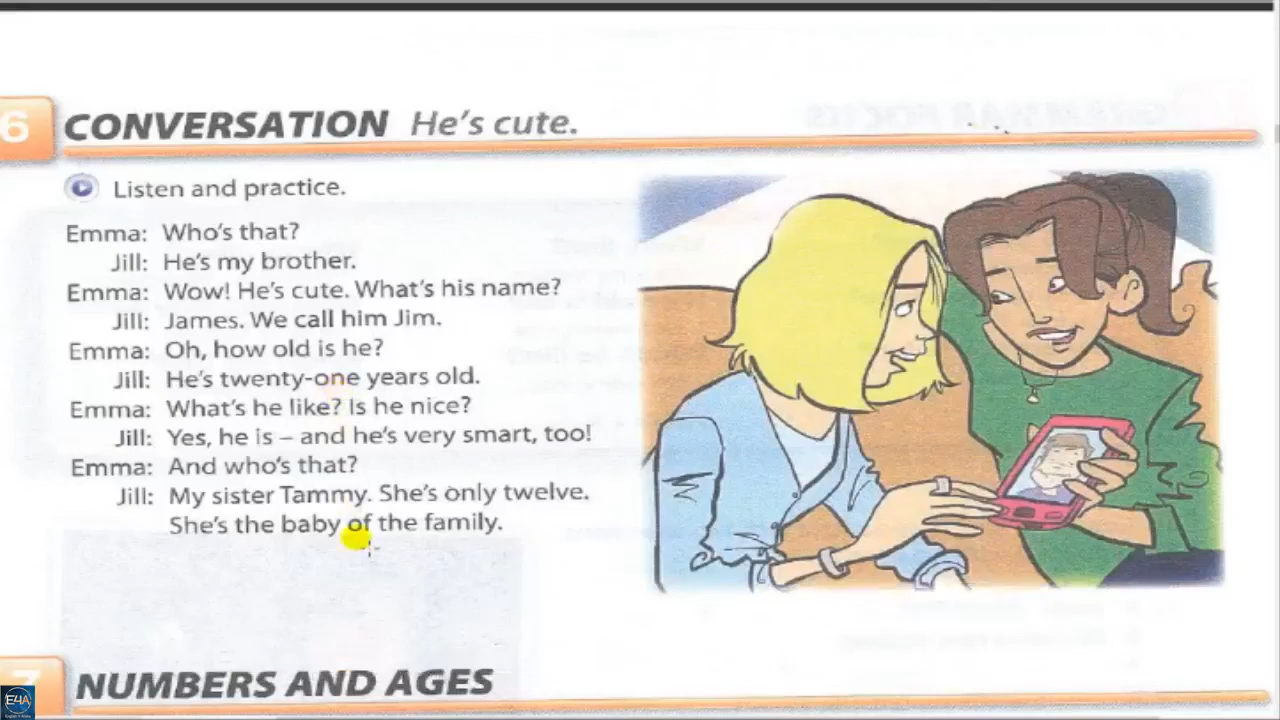 6 CONVERSATION He's cute.
Listen and practice.
Emma: Who's that?
Jill: He's my brother.
Emma: Wow! He's cute. What's his name?
Jill: James. We call him Jim.
Emma: Oh, how old is he?
Jill: He's twenty-one years old.
Emma: What's he like? Is he nice?
Jill: Yes, he is – and he's very smart, too!
Emma: And who's that?
Jill: My sister Tammy. She's only twelve.
She's the baby of the family.
7 NUMBERS AND AGES
E4A